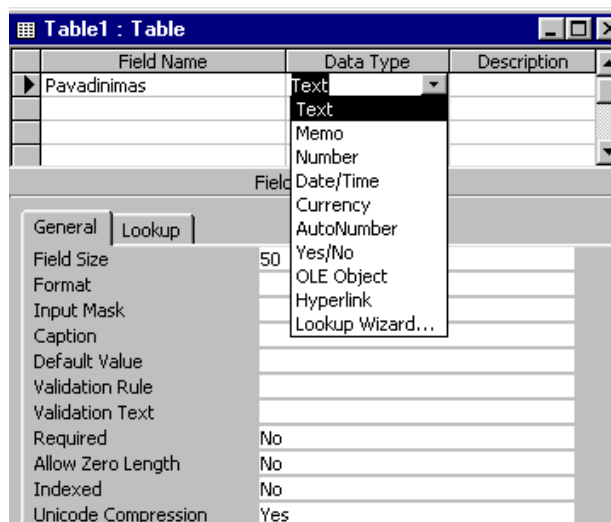 Table1 : Table
Field Name Data Type Description
Pavadinimas Text
Text
Memo
Number
Date/Time
Currency
AutoNumber
Yes/No
OLE Object
Hyperlink
Lookup Wizard...
Field
General Lookup
Field Size 50
Format
Input Mask
Caption
Default Value
Validation Rule
Validation Text
Required No
Allow Zero Length No
Indexed No
Unicode Compression Yes